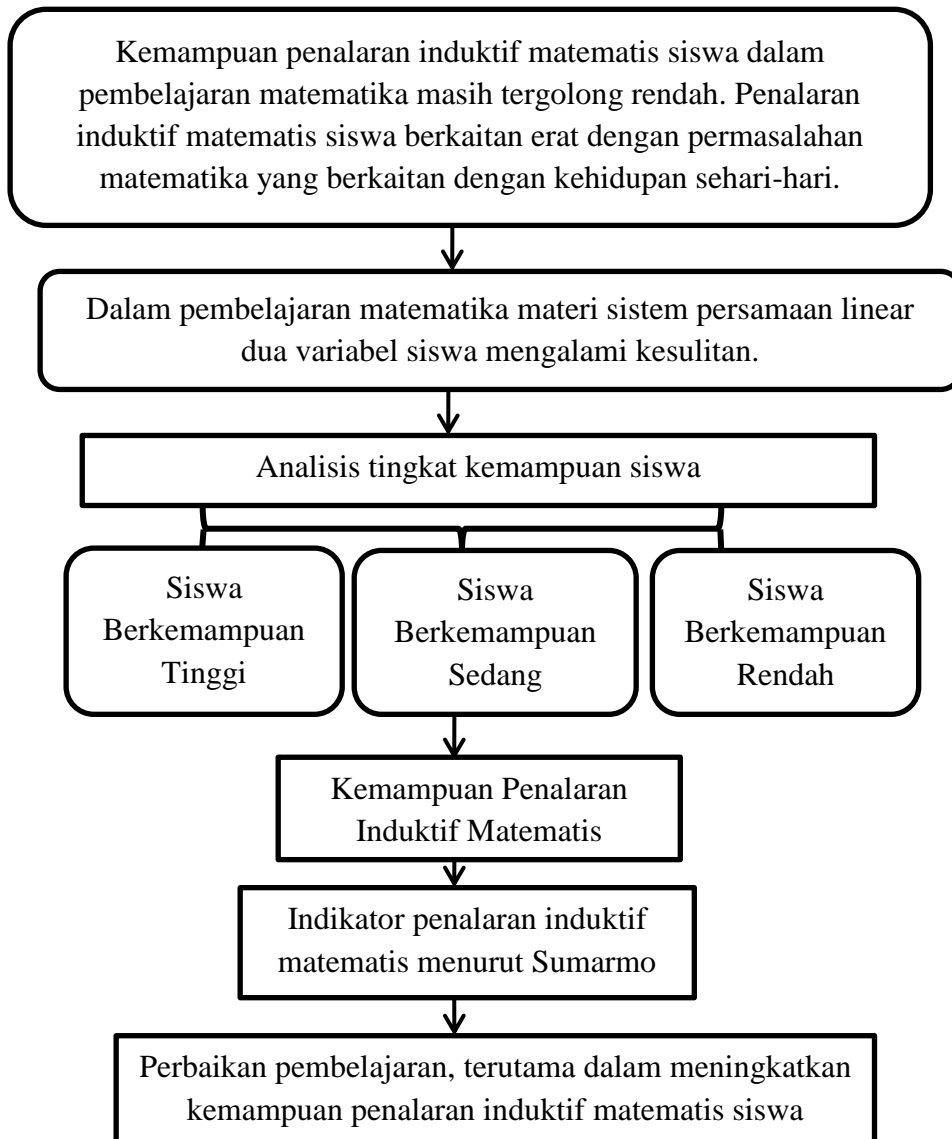 Kemampuan penalaran induktif matematis siswa dalam
pembelajaran matematika masih tergolong rendah. Penalaran
induktif matematis siswa berkaitan erat dengan permasalahan
matematika yang berkaitan dengan kehidupan sehari-hari.
Dalam pembelajaran matematika materi sistem persamaan linear
dua variabel siswa mengalami kesulitan.
Analisis tingkat kemampuan siswa
Siswa
Berkemampuan
Tinggi
Siswa
Berkemampuan
Sedang
Siswa
Berkemampuan
Rendah
Kemampuan Penalaran
Induktif Matematis
Indikator penalaran induktif
matematis menurut Sumarmo
Perbaikan pembelajaran, terutama dalam meningkatkan
kemampuan penalaran induktif matematis siswa